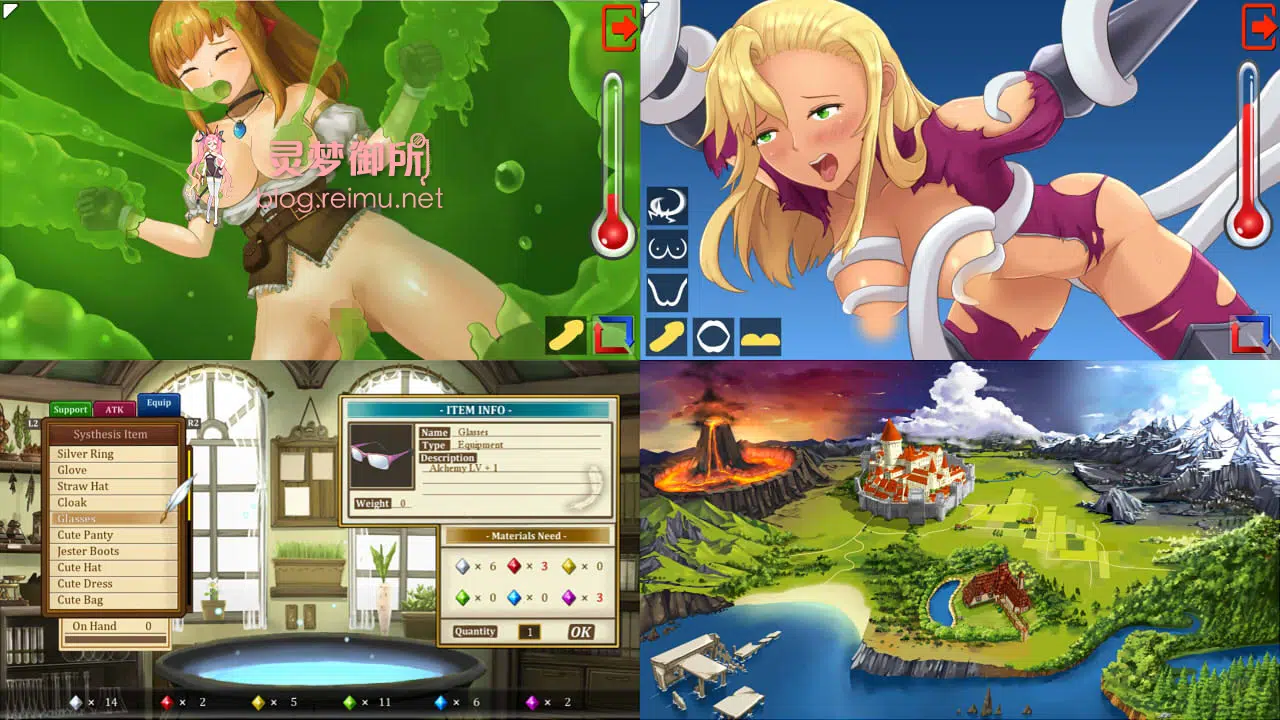 灵梦御所
blog.reimu.net
Support
ATK
Equip
L2
R2
Systhesis Item
Silver Ring
Glove
Straw Hat
Cloak
Glasses
Cute Panty
Jester Boots
Cute Hat
Cute Dress
Cute Bag
On Hand 0
- ITEM INFO -
Name Glasses
Type Equipment
Description
Alchemy LV + 1
Weight 0
- Materials Need -
× 6 × 3 × 0
× 0 × 0 × 3
Quantity 1 OK
× 14 × 2 × 5 × 11 × 6 × 2